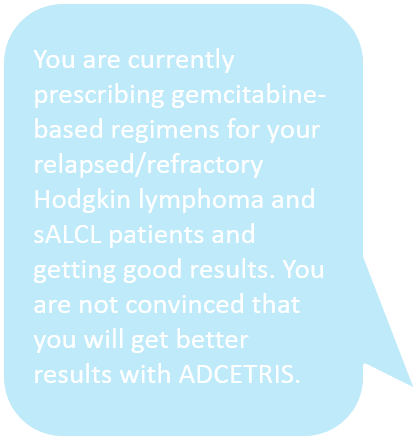 You are currently
prescribing gemcitabine-
based regimens for your
relapsed/refractory
Hodgkin lymphoma and
sALCL patients and
getting good results. You
are not convinced that
you will get better
results with ADCETRIS.